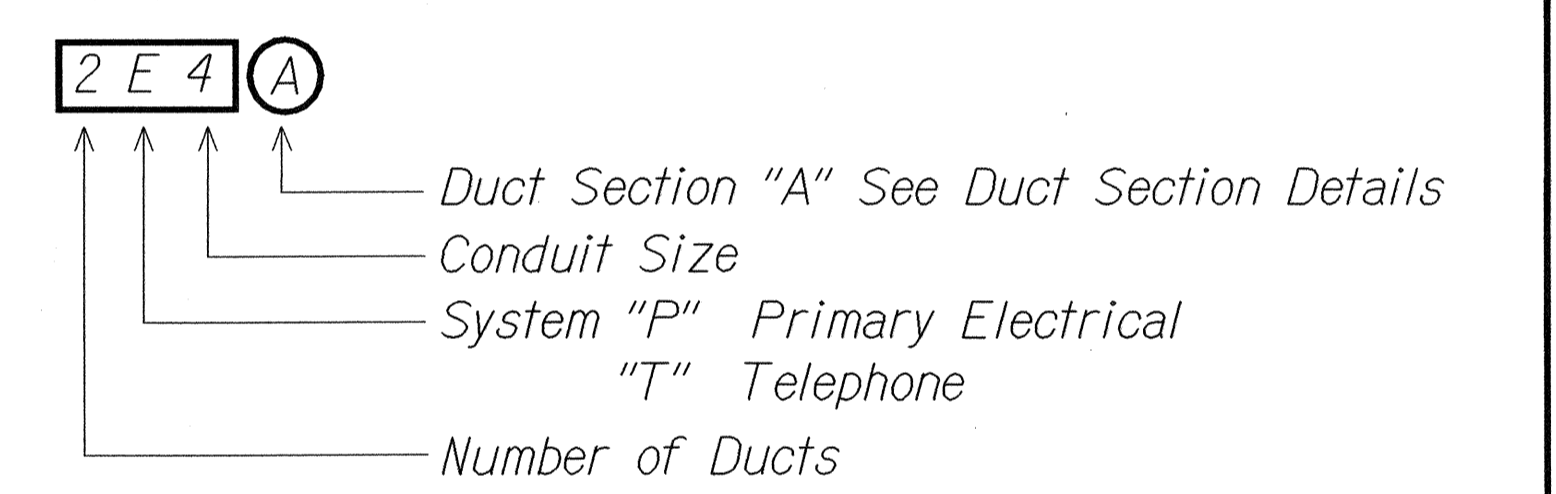 2 E 4 A
Duct Section "A" See Duct Section Details
Conduit Size
System "P" Primary Electrical
"T" Telephone
Number of Ducts